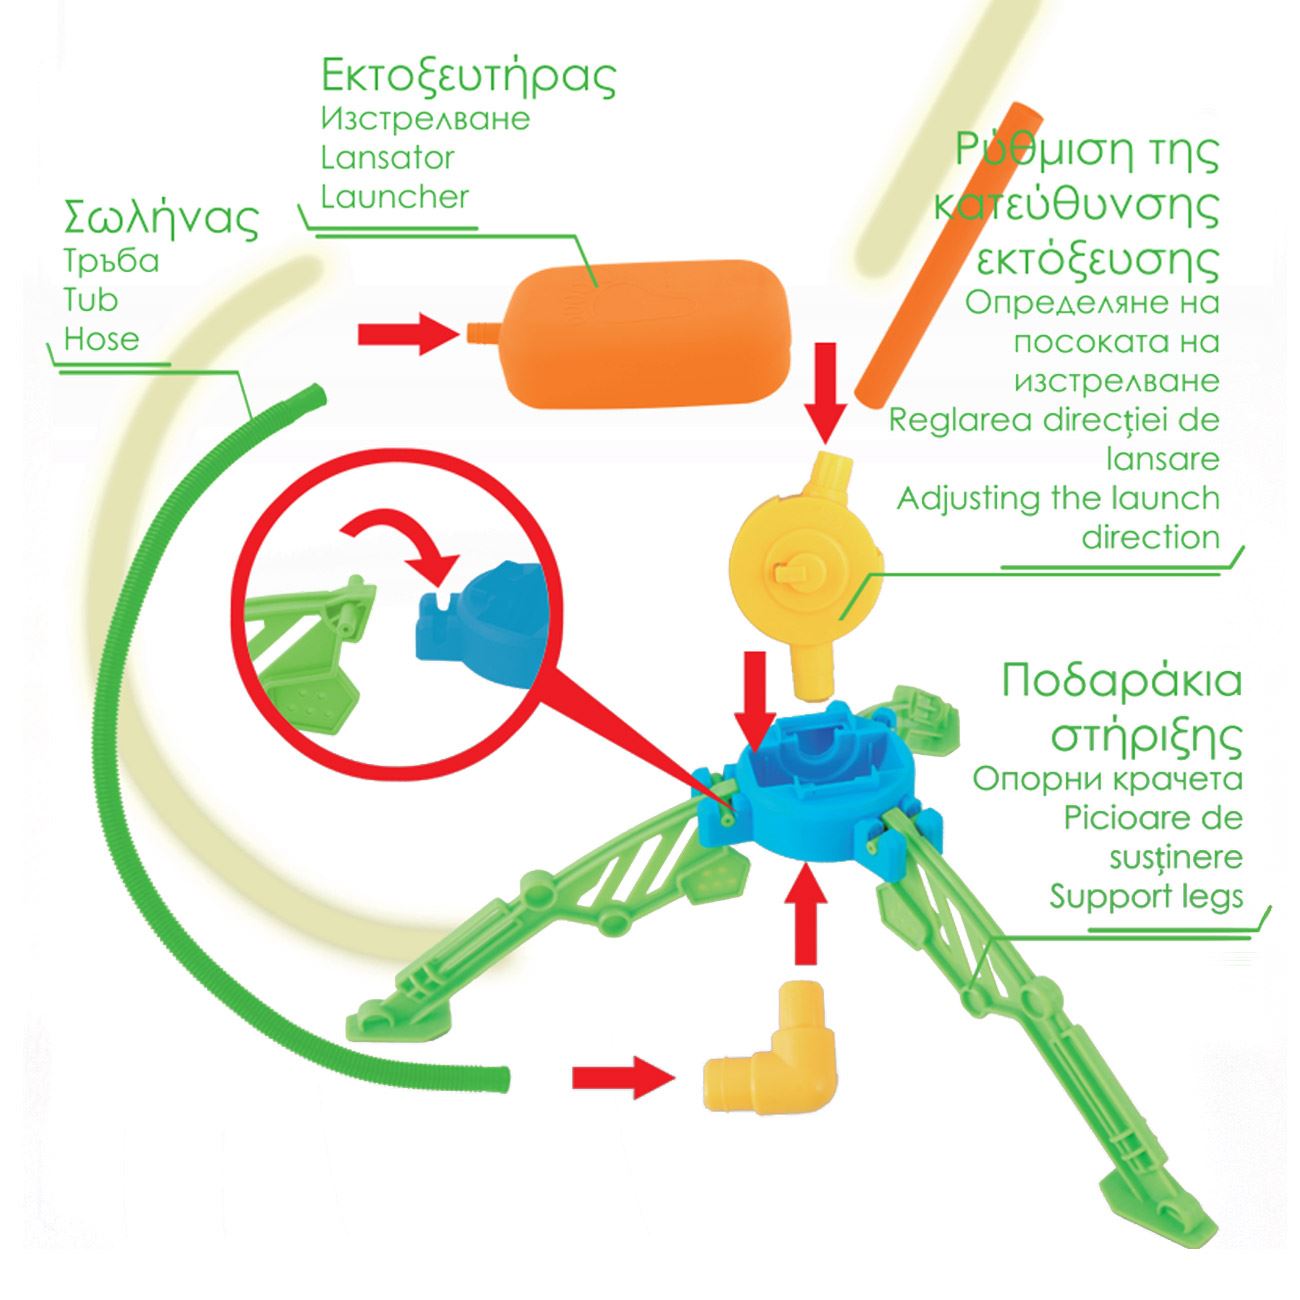 Εκτοξευτήρας
Изстрелване
Lansator
Launcher
Σωλήνας
Тръба
Tub
Hose
Ρύθμιση της
κατεύθυνσης
εκτόξευσης
Определяне на
посоката на
изстрелване
Reglarea direcției de
lansare
Adjusting the launch
direction
Ποδαράκια
στήριξης
Опорни крачета
Picioare de
susținere
Support legs